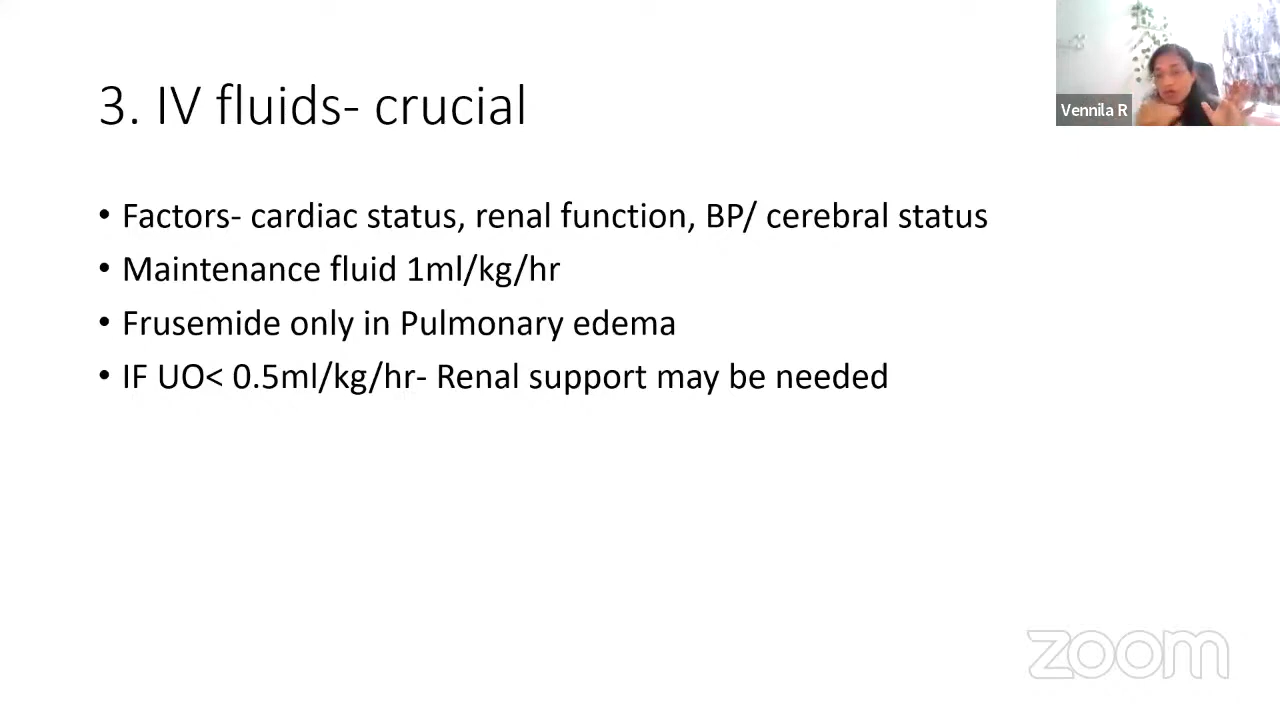 3. IV fluids- crucial
Vennila R
• Factors- cardiac status, renal function, BP/ cerebral status
• Maintenance fluid 1ml/kg/hr
• Frusemide only in Pulmonary edema
• IF UO< 0.5ml/kg/hr- Renal support may be needed
zoom